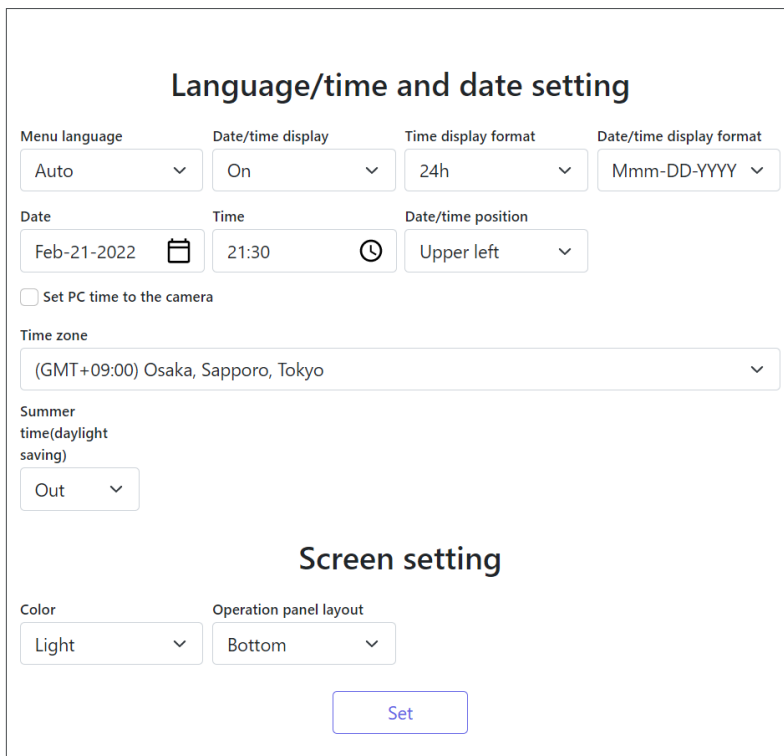 Language/time and date setting
Menu language Date/time display Time display format Date/time display format
Auto On 24h Mmm-DD-YYYY
Date Time Date/time position
Feb-21-2022 21:30 Upper left
Set PC time to the camera
Time zone
(GMT+09:00) Osaka, Sapporo, Tokyo
Summer
time(daylight
saving)
Out
Screen setting
Color Operation panel layout
Light Bottom
Set